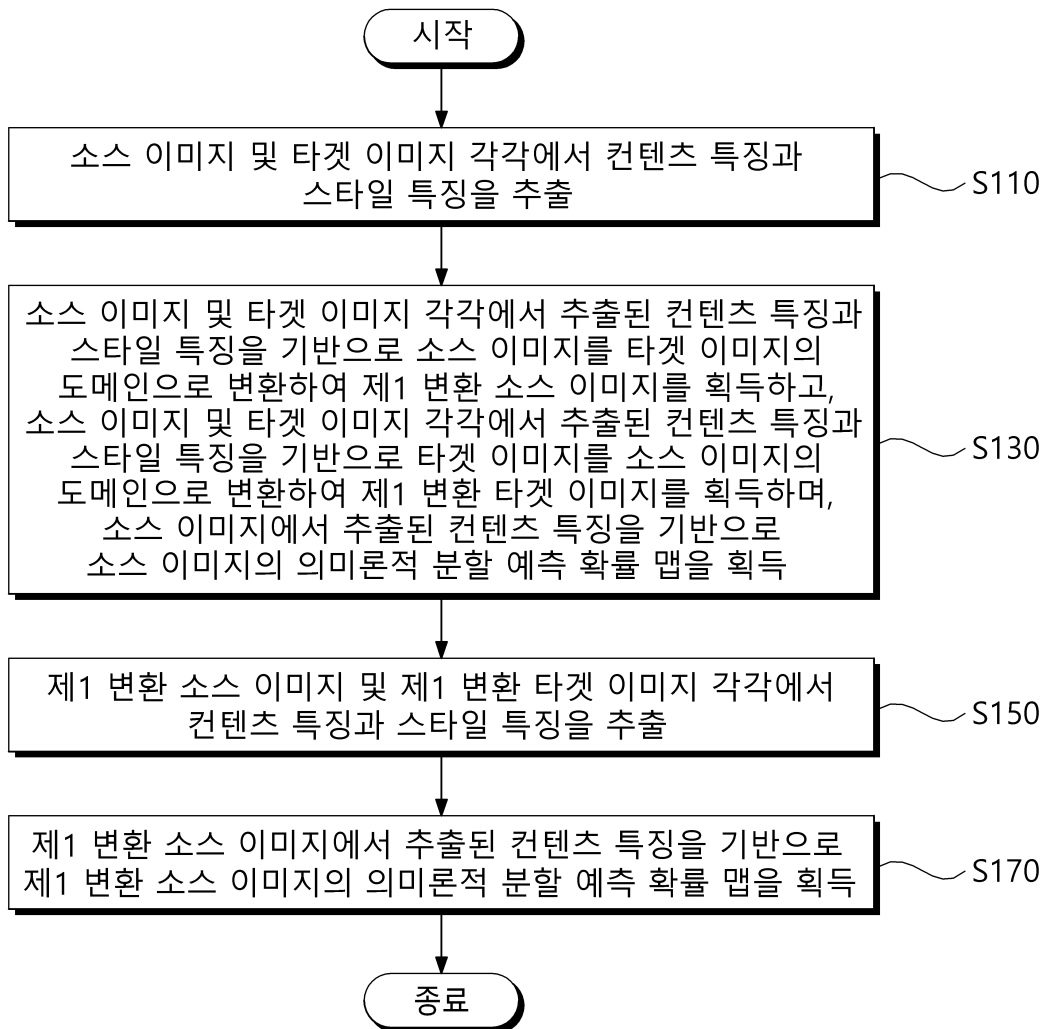 시작
소스 이미지 및 타겟 이미지 각각에서 컨텐츠 특징과
스타일 특징을 추출
S110
소스 이미지 및 타겟 이미지 각각에서 추출된 컨텐츠 특징과
스타일 특징을 기반으로 소스 이미지를 타겟 이미지의
도메인으로 변환하여 제1 변환 소스 이미지를 획득하고,
소스 이미지 및 타겟 이미지 각각에서 추출된 컨텐츠 특징과
스타일 특징을 기반으로 타겟 이미지를 소스 이미지의
도메인으로 변환하여 제1 변환 타겟 이미지를 획득하며,
소스 이미지에서 추출된 컨텐츠 특징을 기반으로
소스 이미지의 의미론적 분할 예측 확률 맵을 획득
S130
제1 변환 소스 이미지 및 제1 변환 타겟 이미지 각각에서
컨텐츠 특징과 스타일 특징을 추출
S150
제1 변환 소스 이미지에서 추출된 컨텐츠 특징을 기반으로
제1 변환 소스 이미지의 의미론적 분할 예측 확률 맵을 획득
S170
종료